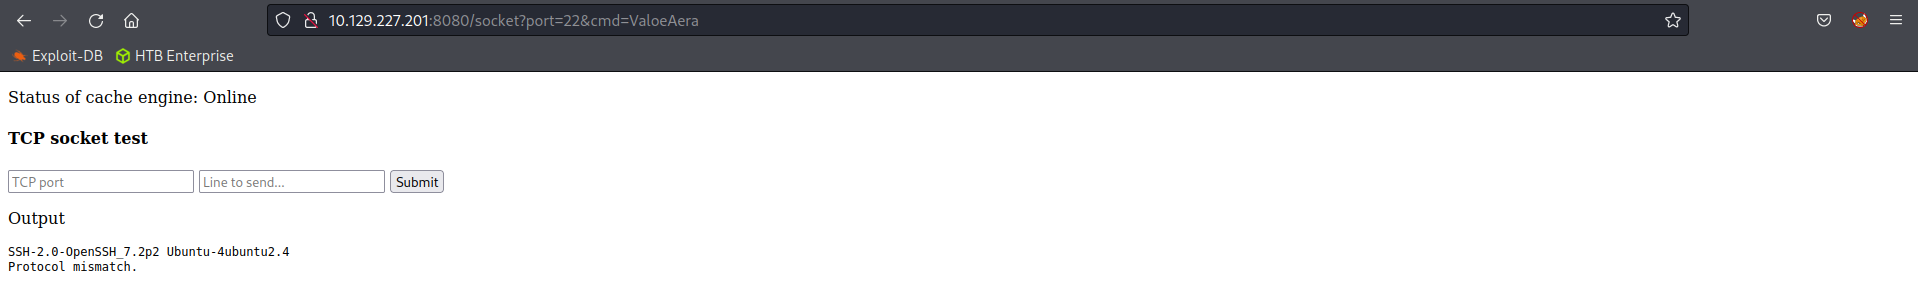 10.129.227.201:8080/socket?port=22&cmd=ValoeAera
Exploit-DB HTB Enterprise
Status of cache engine: Online
TCP socket test
TCP port Line to send... Submit
Output
SSH-2.0-OpenSSH_7.2p2 Ubuntu-4ubuntu2.4
Protocol mismatch.